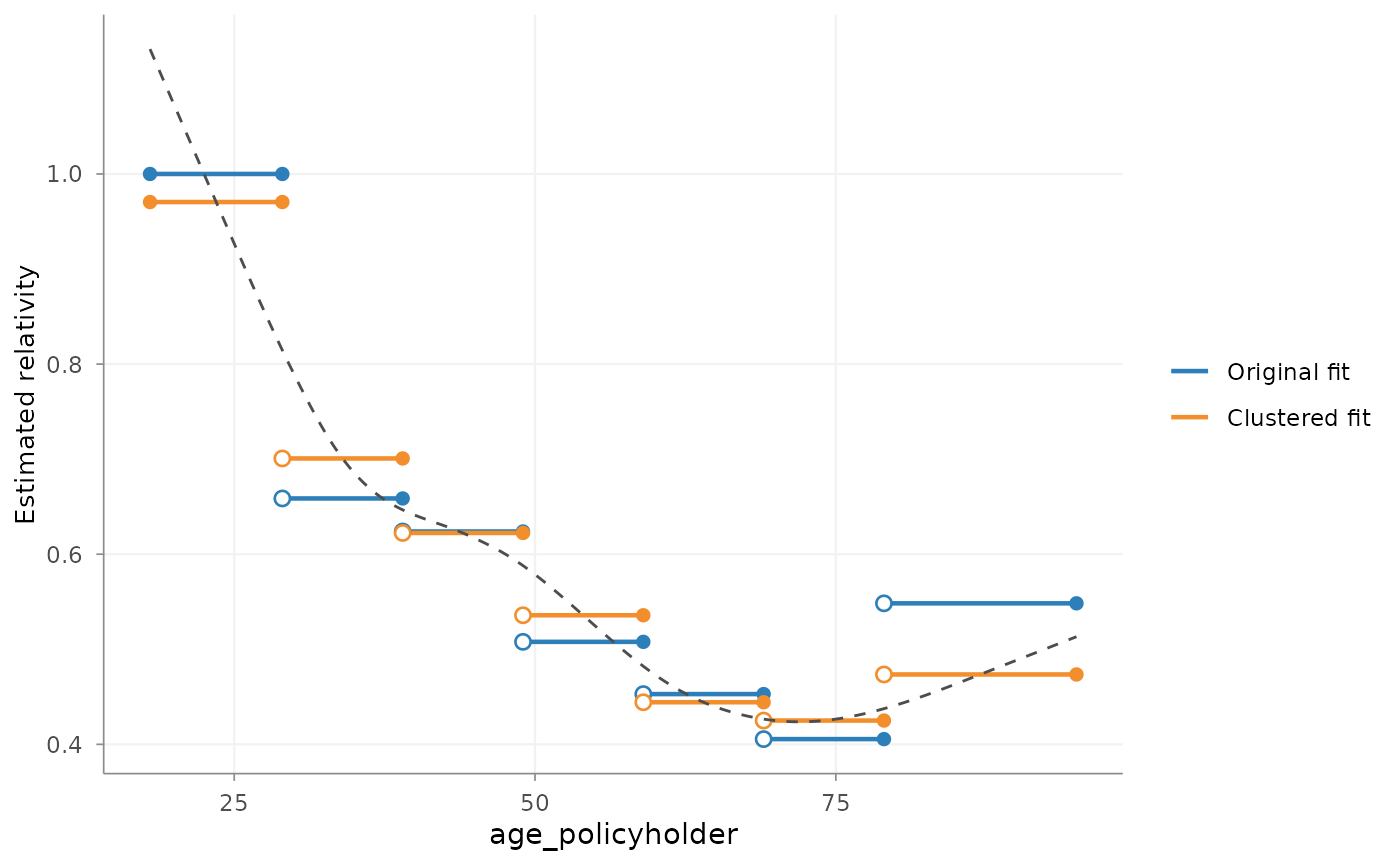 1.0
0.8
0.6
0.4
Estimated relativity
25 50 75
age_policyholder
Original fit
Clustered fit